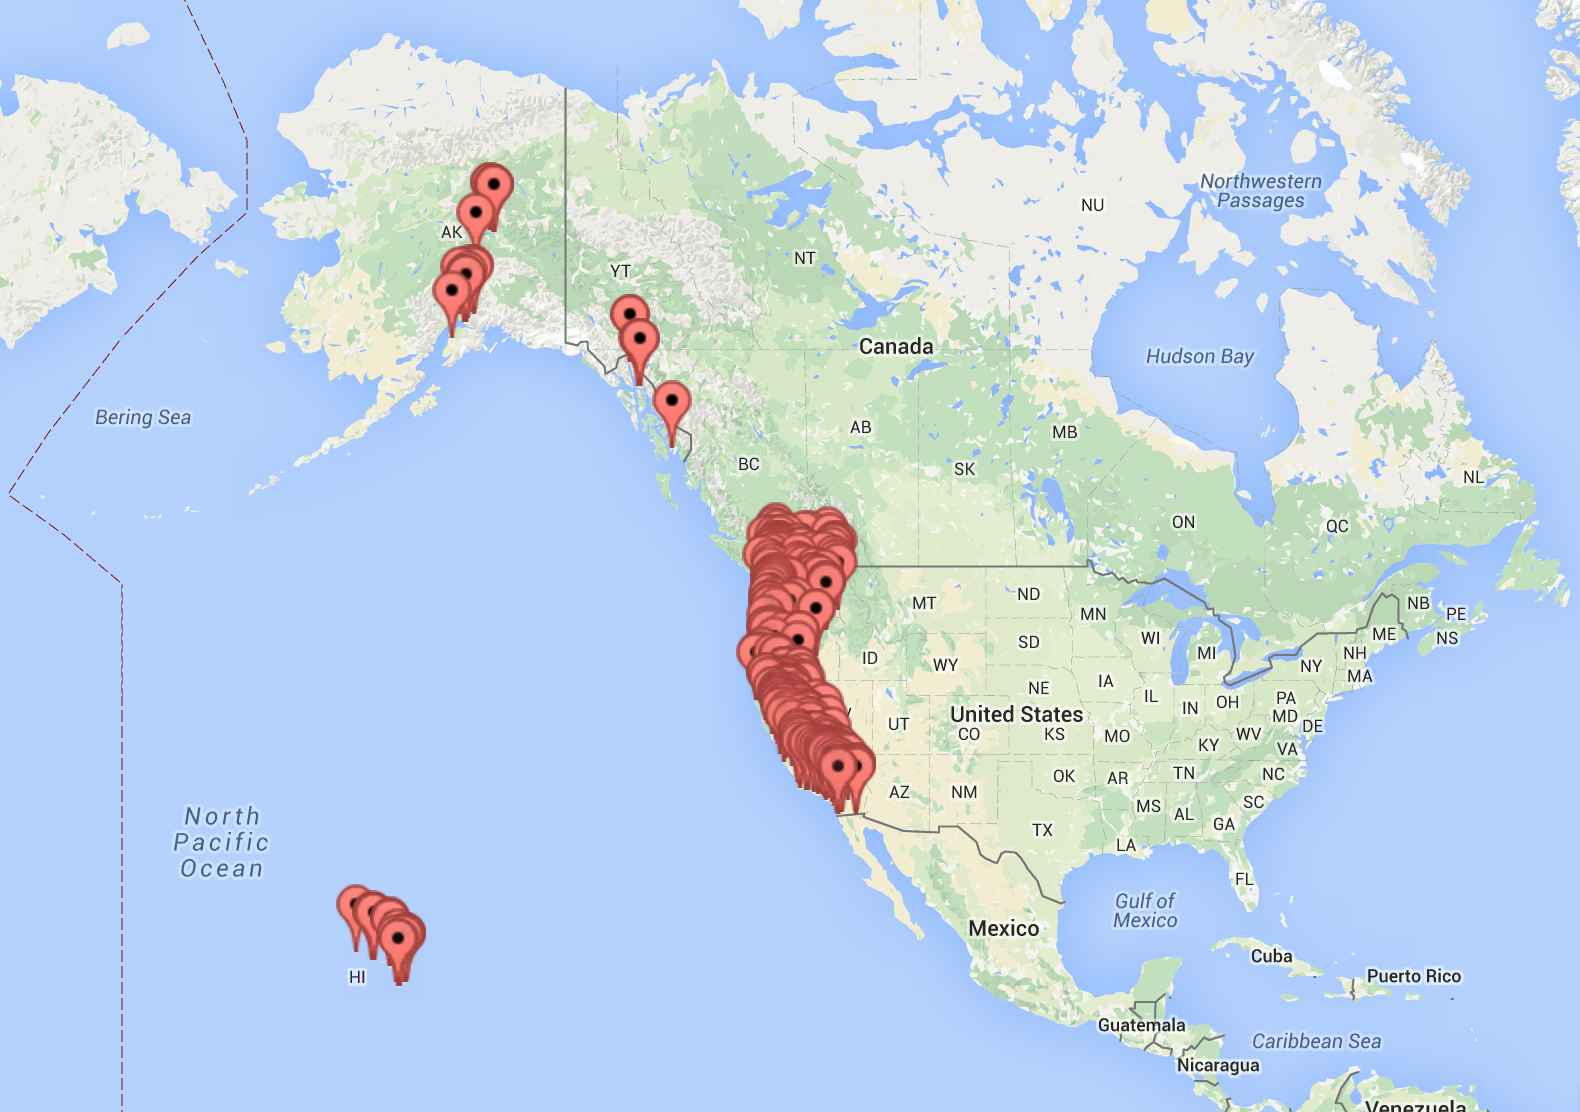 Northwestern
Passages
NU
AK
NT
YT
Canada
Hudson Bay
Bering Sea
AB
MB
BC
SK
NL
ON
QC
MT
ND
MN
NB
PE
SD
WI
MI
ME
NS
ID
WY
NH
NY
MA
NE
IA
IL
IN
OH
PA
United States
UT
CO
KS
MO
KY
WV
MD
DE
VA
AZ
NM
OK
AR
TN
NC
MS
AL
SC
GA
TX
LA
FL
North
Pacific
Ocean
Gulf of
Mexico
Mexico
HI
Cuba
Puerto Rico
Guatemala
Caribbean Sea
Nicaragua
Venezuela